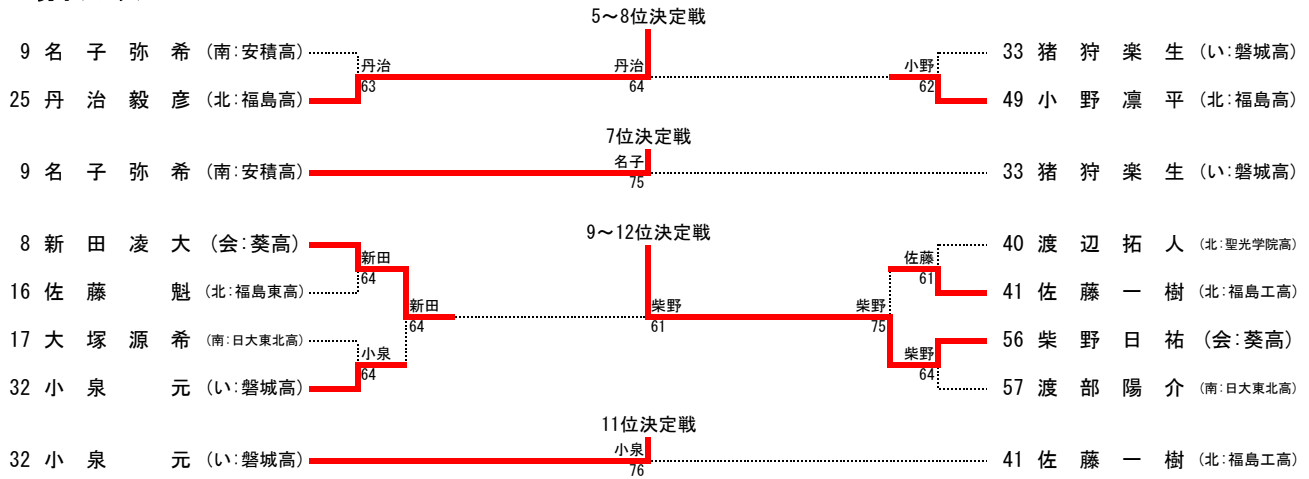 5～8位決定戦
9 名子弥希 (南:安積高)
33 猪狩楽生 (い:磐城高)
丹治
丹治
小野
63
64
62
25 丹治毅彦 (北:福島高)
49 小野凛平 (北:福島高)
7位決定戦
名子
9 名子弥希 (南:安積高)
33 猪狩楽生 (い:磐城高)
75
9～12位決定戦
8 新田凌大 (会:葵高)
40 渡辺拓人 (北:聖光学院高)
新田
佐藤
64
61
16 佐藤魁 (北:福島東高)
41 佐藤一樹 (北:福島工高)
新田
柴野
柴野
64
61
75
17 大塚源希 (南:日大東北高)
56 柴野日祐 (会:葵高)
小泉
柴野
64
64
32 小泉元 (い:磐城高)
57 渡部陽介 (南:日大東北高)
11位決定戦
小泉
32 小泉元 (い:磐城高)
41 佐藤一樹 (北:福島工高)
76